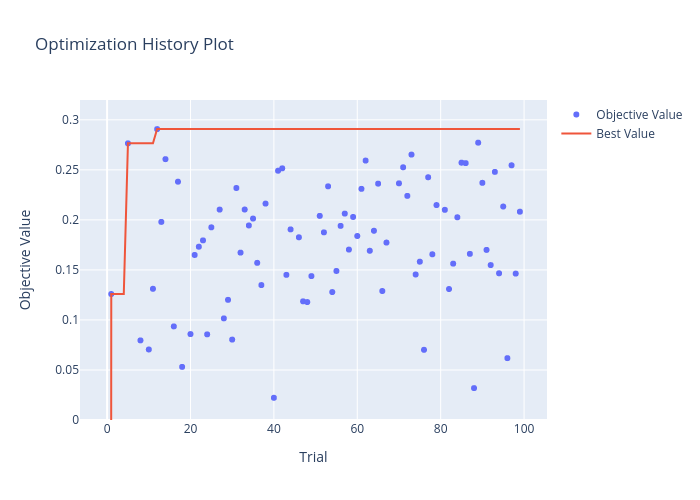 Optimization History Plot
Objective Value
Best Value
0.3
0.25
0.2
0.15
0.1
0.05
0
0 20 40 60 80 100
Objective Value
Trial